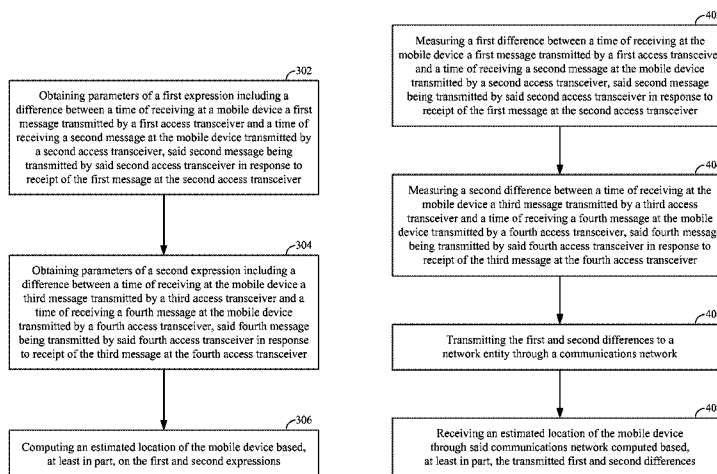 302
Obtaining parameters of a first expression including a
difference between a time of receiving at a mobile device a first
message transmitted by a first access transceiver and a time of
receiving a second message at the mobile device transmitted by
a second access transceiver, said second message being
transmitted by said second access transceiver in response to
receipt of the first message at the second access transceiver
304
Obtaining parameters of a second expression including a
difference between a time of receiving at the mobile device a
third message transmitted by a third access transceiver and a
time of receiving a fourth message at the mobile device
transmitted by a fourth access transceiver, said fourth message
being transmitted by said fourth access transceiver in response
to receipt of the third message at the fourth access transceiver
306
Computing an estimated location of the mobile device based,
at least in part, on the first and second expressions
Measuring a first difference between a time of receiving at the
mobile device a first message transmitted by a first access transceiver
and a time of receiving a second message at the mobile device
transmitted by a second access transceiver, said second message
being transmitted by said second access transceiver in response to
receipt of the first message at the second access transceiver
Measuring a second difference between a time of receiving at the
mobile device a third message transmitted by a third access
transceiver and a time of receiving a fourth message at the mobile
device transmitted by a fourth access transceiver, said fourth message
being transmitted by said fourth access transceiver in response to
receipt of the third message at the fourth access transceiver
Transmitting the first and second differences to a
network entity through a communications network
Receiving an estimated location of the mobile device
through said communications network computed based,
at least in part, the transmitted first and second differences